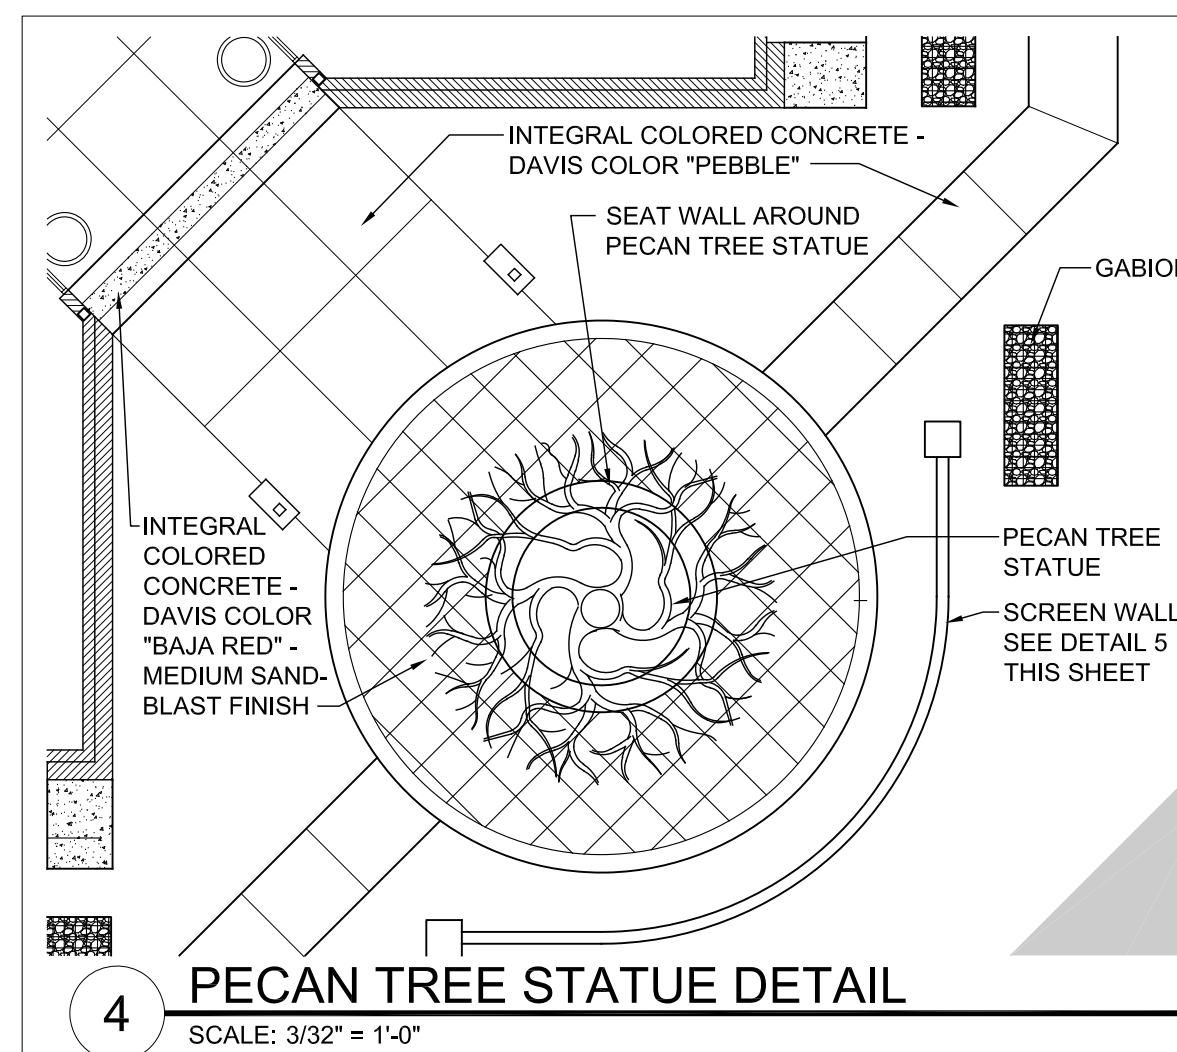 INTEGRAL COLORED CONCRETE -
DAVIS COLOR "PEBBLE"
SEAT WALL AROUND
PECAN TREE STATUE
INTEGRAL
COLORED
CONCRETE -
DAVIS COLOR
"BAJA RED" -
MEDIUM SAND-
BLAST FINISH
PECAN TREE
STATUE
SCREEN WALL
SEE DETAIL 5
THIS SHEET
4
PECAN TREE STATUE DETAIL
SCALE: 3/32" = 1'-0"